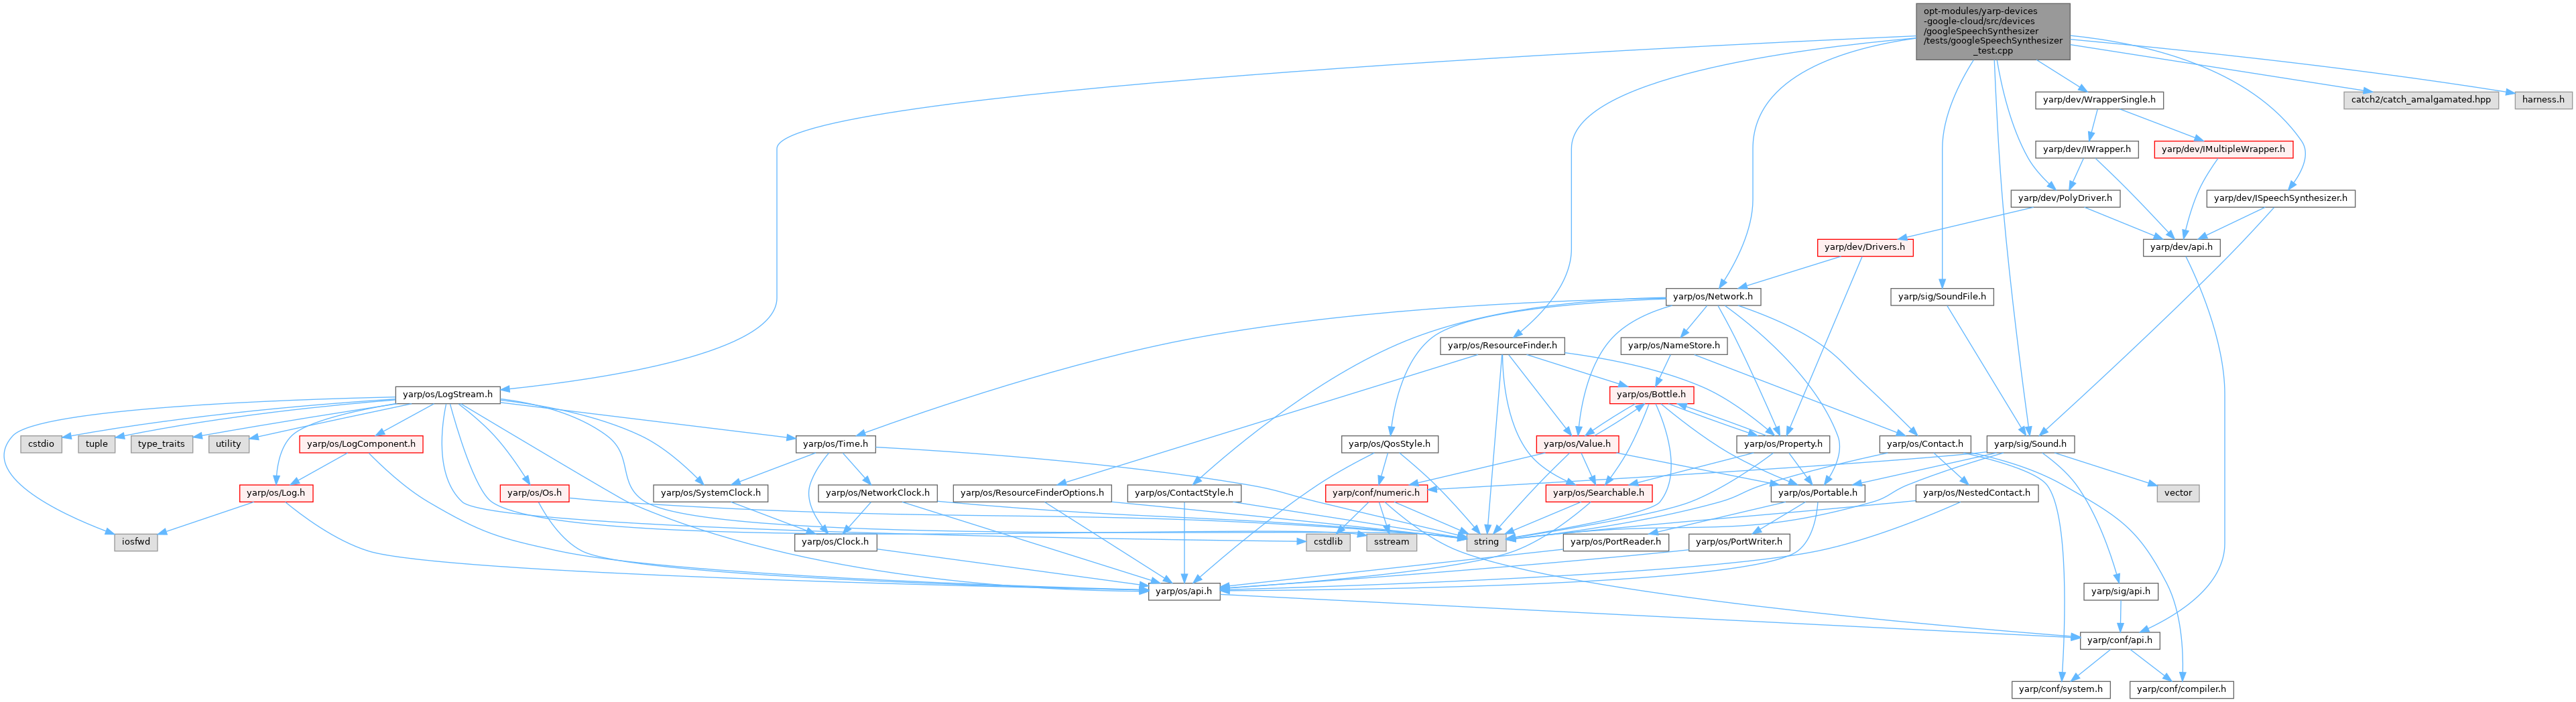 opt-modules/yarp-devices
-google-cloud/src/devices
/googleSpeechSynthesizer
/tests/googleSpeechSynthesizer
_test.cpp
yarp/dev/WrapperSingle.h
catch2/catch_amalgamated.hpp
harness.h
yarp/dev/IWrapper.h
yarp/dev/IMultipleWrapper.h
yarp/dev/PolyDriver.h
yarp/dev/ISpeechSynthesizer.h
yarp/dev/Drivers.h
yarp/dev/api.h
yarp/os/Network.h
yarp/sig/SoundFile.h
yarp/os/ResourceFinder.h
yarp/os/NameStore.h
yarp/os/LogStream.h
yarp/os/Bottle.h
cstdio
tuple
type_traits
utility
yarp/os/LogComponent.h
yarp/os/Time.h
yarp/os/QosStyle.h
yarp/os/Value.h
yarp/os/Property.h
yarp/os/Contact.h
yarp/sig/Sound.h
yarp/os/Log.h
yarp/os/Os.h
yarp/os/SystemClock.h
yarp/os/NetworkClock.h
yarp/os/ResourceFinderOptions.h
yarp/os/ContactStyle.h
yarp/conf/numeric.h
yarp/os/Searchable.h
yarp/os/Portable.h
yarp/os/NestedContact.h
vector
iosfwd
yarp/os/Clock.h
cstdlib
sstream
string
yarp/os/PortReader.h
yarp/os/PortWriter.h
yarp/os/api.h
yarp/sig/api.h
yarp/conf/api.h
yarp/conf/system.h
yarp/conf/compiler.h